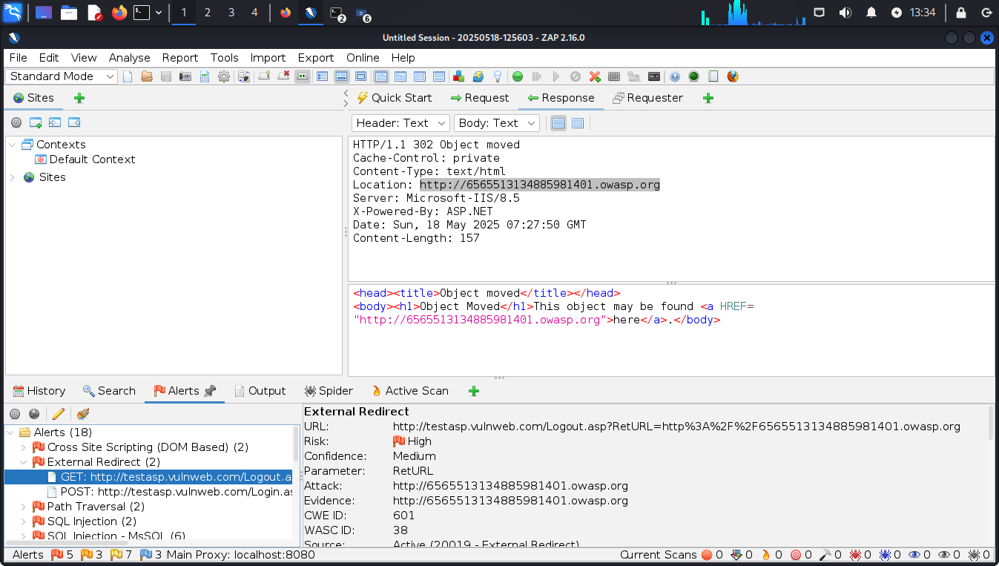 1 2 3 4 2 6 13:34
Untitled Session - 20250518-125603 - ZAP 2.16.0
File Edit View Analyse Report Tools Import Export Online Help
Standard Mode
Sites
Quick Start Request Response Requester
Header: Text Body: Text
Contexts
Default Context
Sites
HTTP/1.1 302 Object moved
Cache-Control: private
Content-Type: text/html
Location: http://6565513134885981401.owasp.org
Server: Microsoft-IIS/8.5
X-Powered-By: ASP.NET
Date: Sun, 18 May 2025 07:27:50 GMT
Content-Length: 157
<head><title>Object moved</title></head>
<body><h1>Object Moved</h1>This object may be found <a HREF=
"http://6565513134885981401.owasp.org">here</a>.</body>
History Search Alerts Output Spider Active Scan
Alerts (18)
Cross Site Scripting (DOM Based) (2)
External Redirect (2)
GET: http://testasp.vulnweb.com/Logout.a
POST: http://testasp.vulnweb.com/Login.as
Path Traversal (2)
SQL Injection (2)
SQL Injection - MsSQL (6)
External Redirect
URL: http://testasp.vulnweb.com/Logout.asp?RetURL=http%3A%2F%2F6565513134885981401.owasp.org
Risk: High
Confidence: Medium
Parameter: RetURL
Attack: http://6565513134885981401.owasp.org
Evidence: http://6565513134885981401.owasp.org
CWE ID: 601
WASC ID: 38
Source: Active (20019 - External Redirect)
Alerts 5 3 7 3 Main Proxy: localhost:8080
Current Scans 0 0 0 0 0 0 0 0 0 0